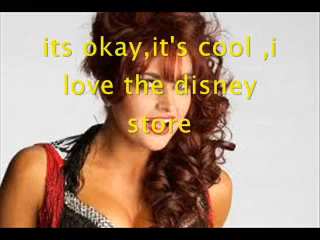 its okay,it's cool ,i
love the disney
store